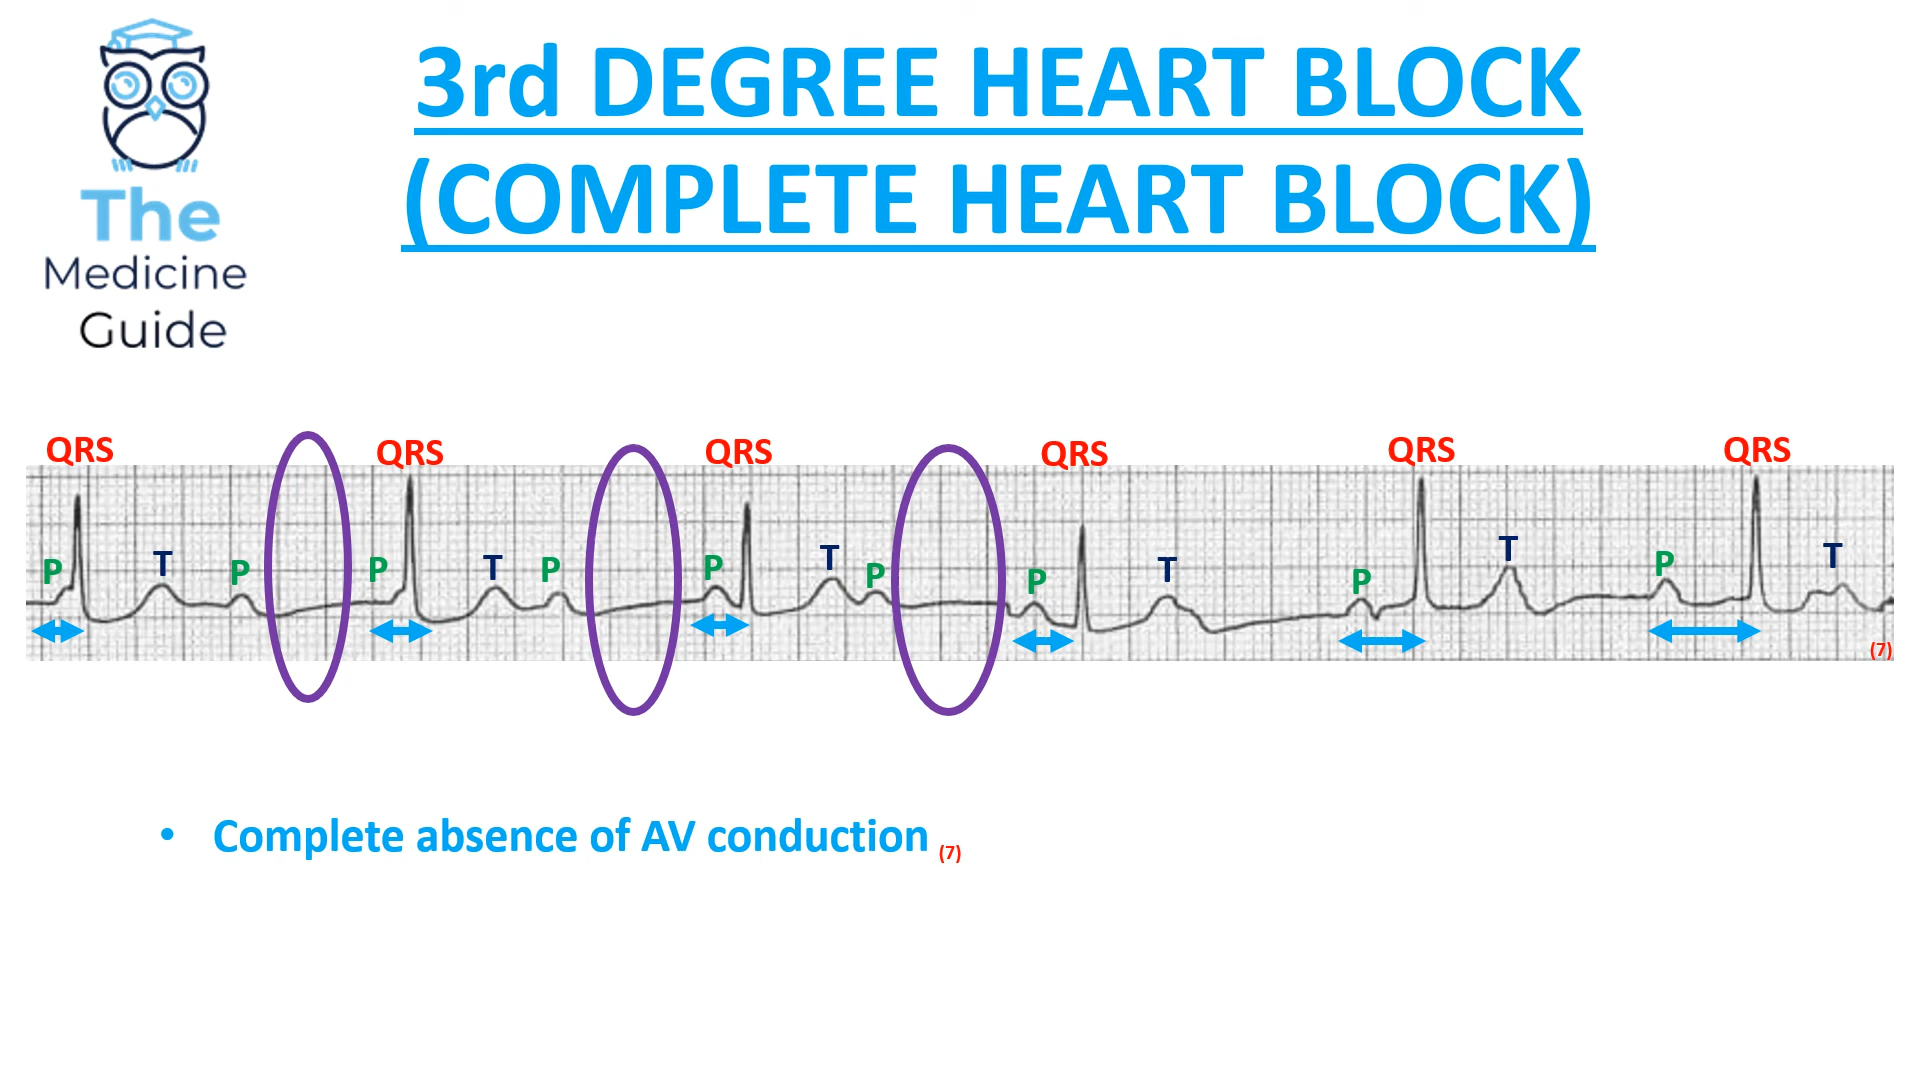 The
Medicine
Guide
3rd DEGREE HEART BLOCK
(COMPLETE HEART BLOCK)
QRS QRS QRS QRS QRS QRS
P T P P T P P T P P T P T P T
(7)
• Complete absence of AV conduction (7)